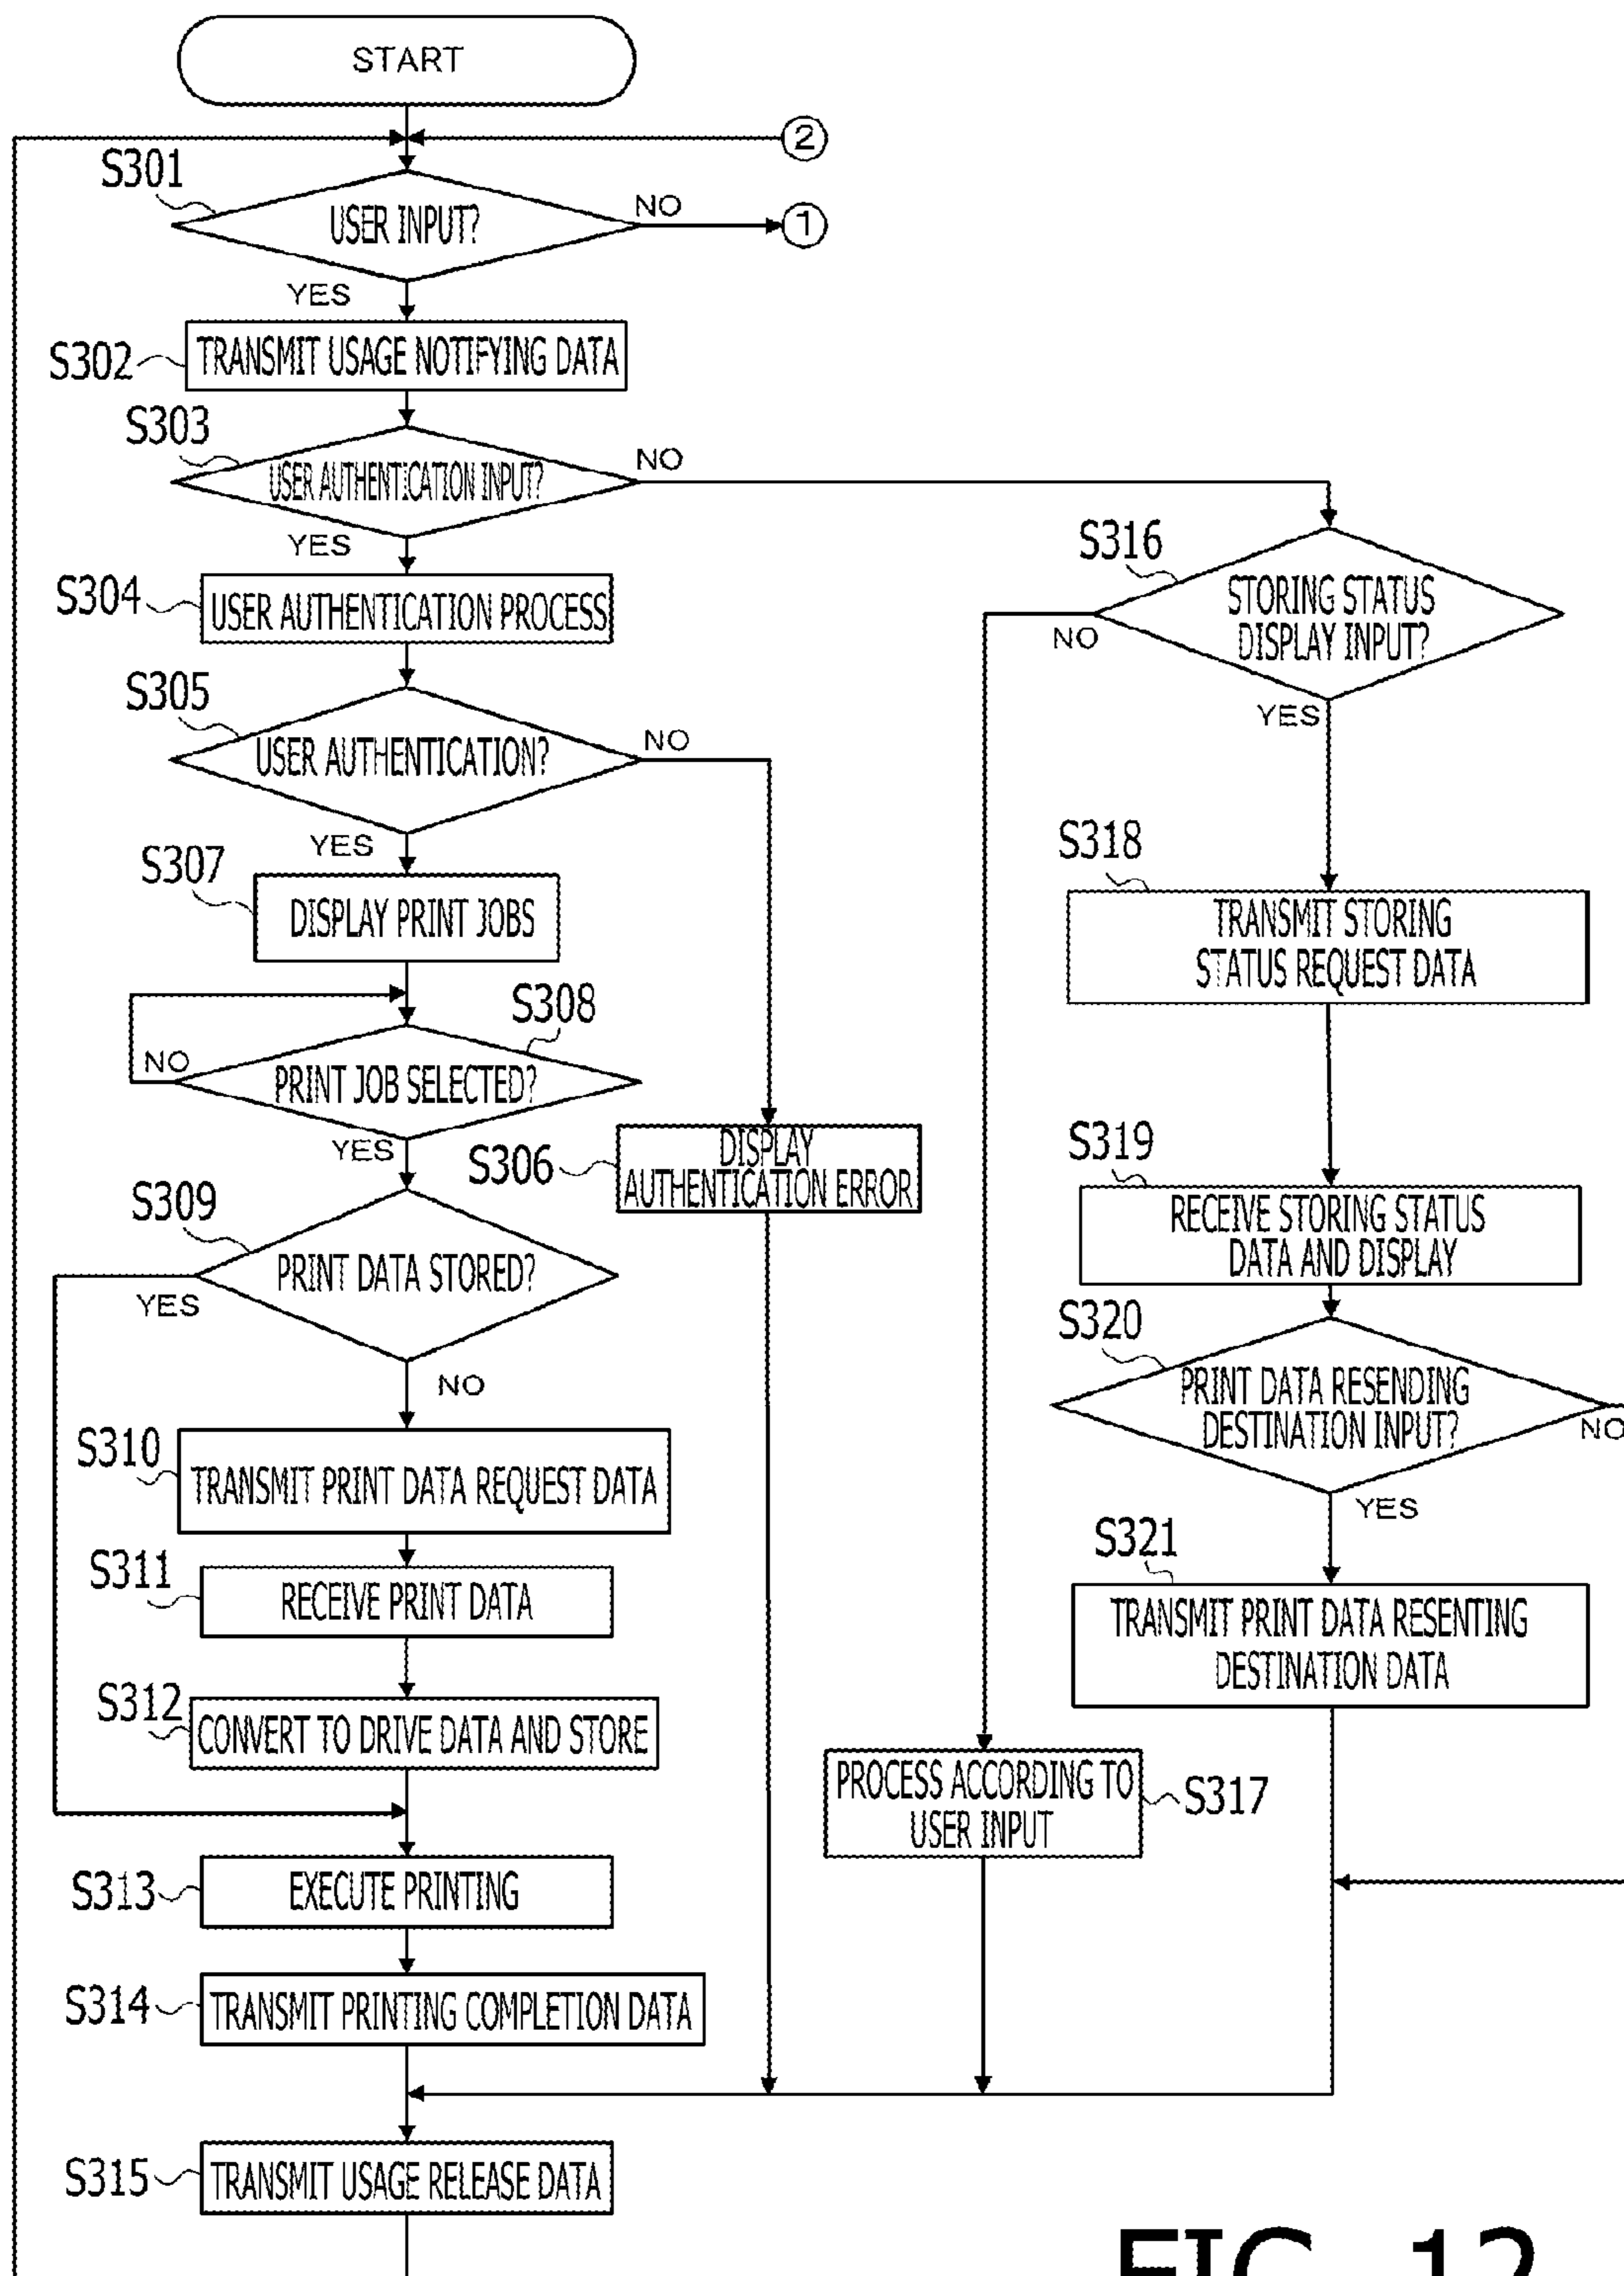 START
2
S301
USER INPUT?
NO
1
YES
S302
TRANSMIT USAGE NOTIFYING DATA
S303
USER AUTHENTICATION INPUT?
NO
YES
S304
USER AUTHENTICATION PROCESS
S305
USER AUTHENTICATION?
NO
YES
S307
DISPLAY PRINT JOBS
S308
NO
PRINT JOB SELECTED?
YES
S306
DISPLAY
AUTHENTICATION ERROR
S309
PRINT DATA STORED?
YES
NO
S310
TRANSMIT PRINT DATA REQUEST DATA
S311
RECEIVE PRINT DATA
S312
CONVERT TO DRIVE DATA AND STORE
S313
EXECUTE PRINTING
S314
TRANSMIT PRINTING COMPLETION DATA
S315
TRANSMIT USAGE RELEASE DATA
S316
STORING STATUS
DISPLAY INPUT?
NO
YES
S318
TRANSMIT STORING
STATUS REQUEST DATA
S319
RECEIVE STORING STATUS
DATA AND DISPLAY
S320
PRINT DATA RESENDING
DESTINATION INPUT?
NO
YES
S321
TRANSMIT PRINT DATA RESENTING
DESTINATION DATA
PROCESS ACCORDING TO
USER INPUT
S317
FIG. 12